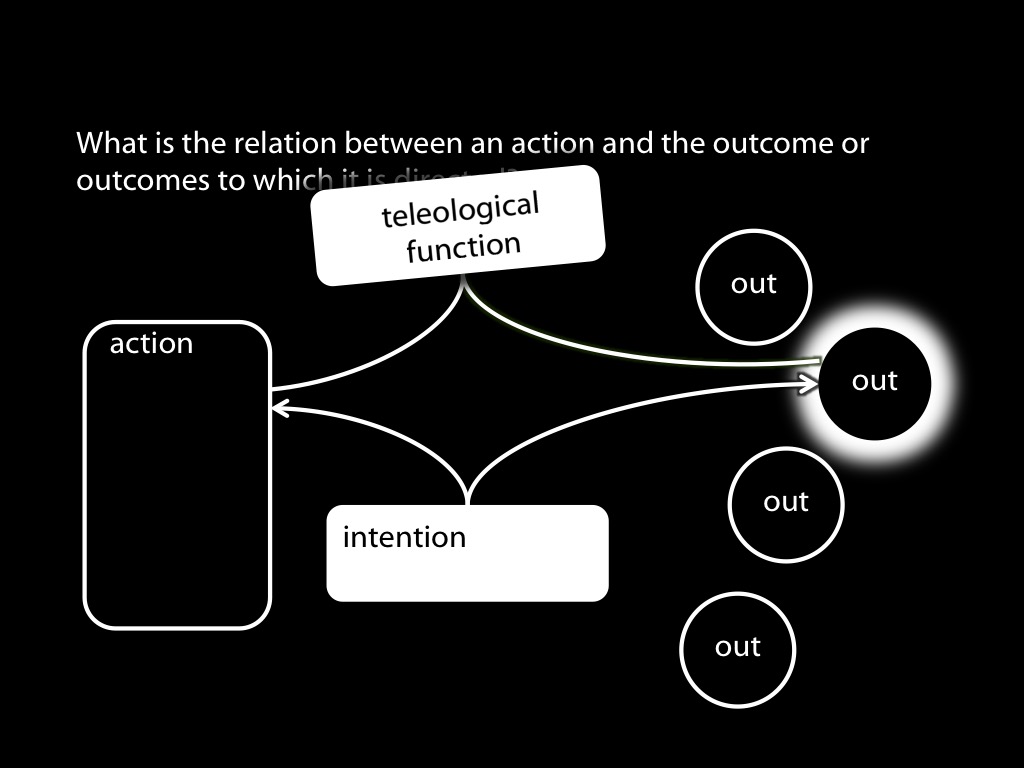 What is the relation between an action and the outcome or
outcomes to which it is directed?
teleological
function
out
action
out
out
intention
out